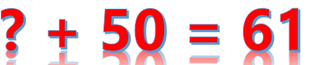 ? + 50 = 61